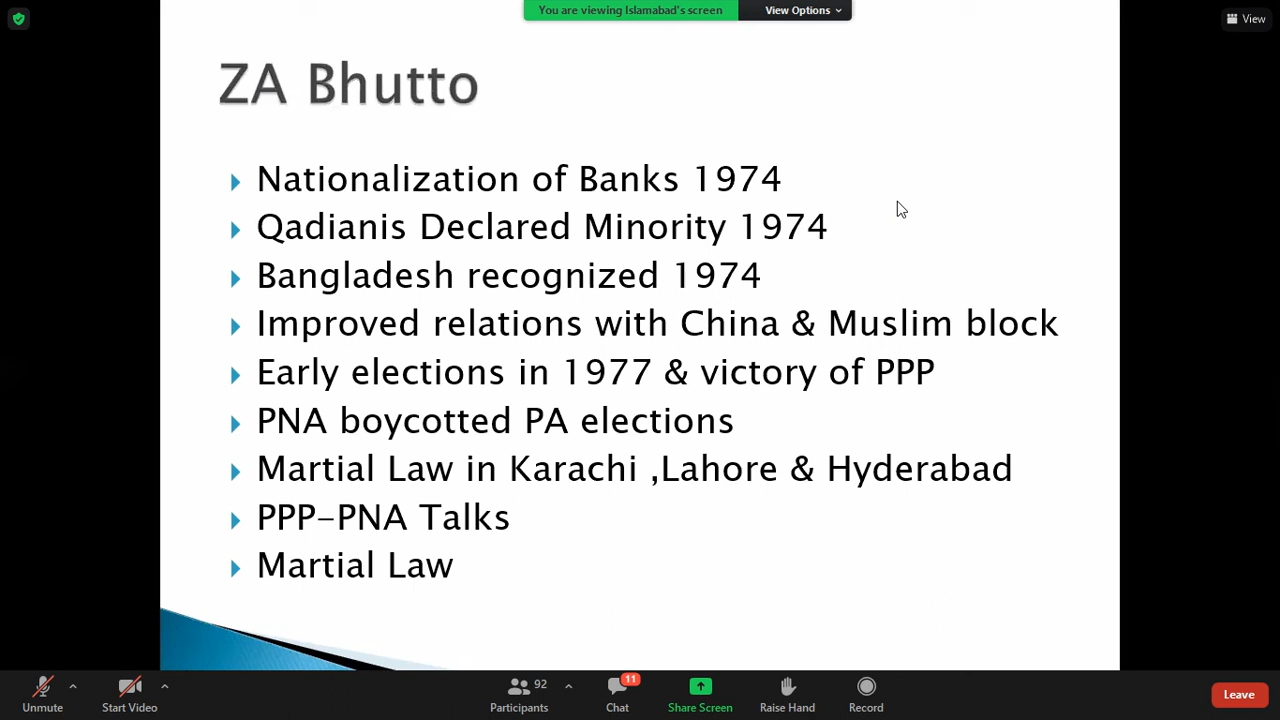 You are viewing Islamabad's screen
View Options
View
ZA Bhutto
Nationalization of Banks 1974
Qadianis Declared Minority 1974
Bangladesh recognized 1974
Improved relations with China & Muslim block
Early elections in 1977 & victory of PPP
PNA boycotted PA elections
Martial Law in Karachi ,Lahore & Hyderabad
PPP-PNA Talks
Martial Law
Unmute
Start Video
92
Participants
11
Chat
Share Screen
Raise Hand
Record
Leave